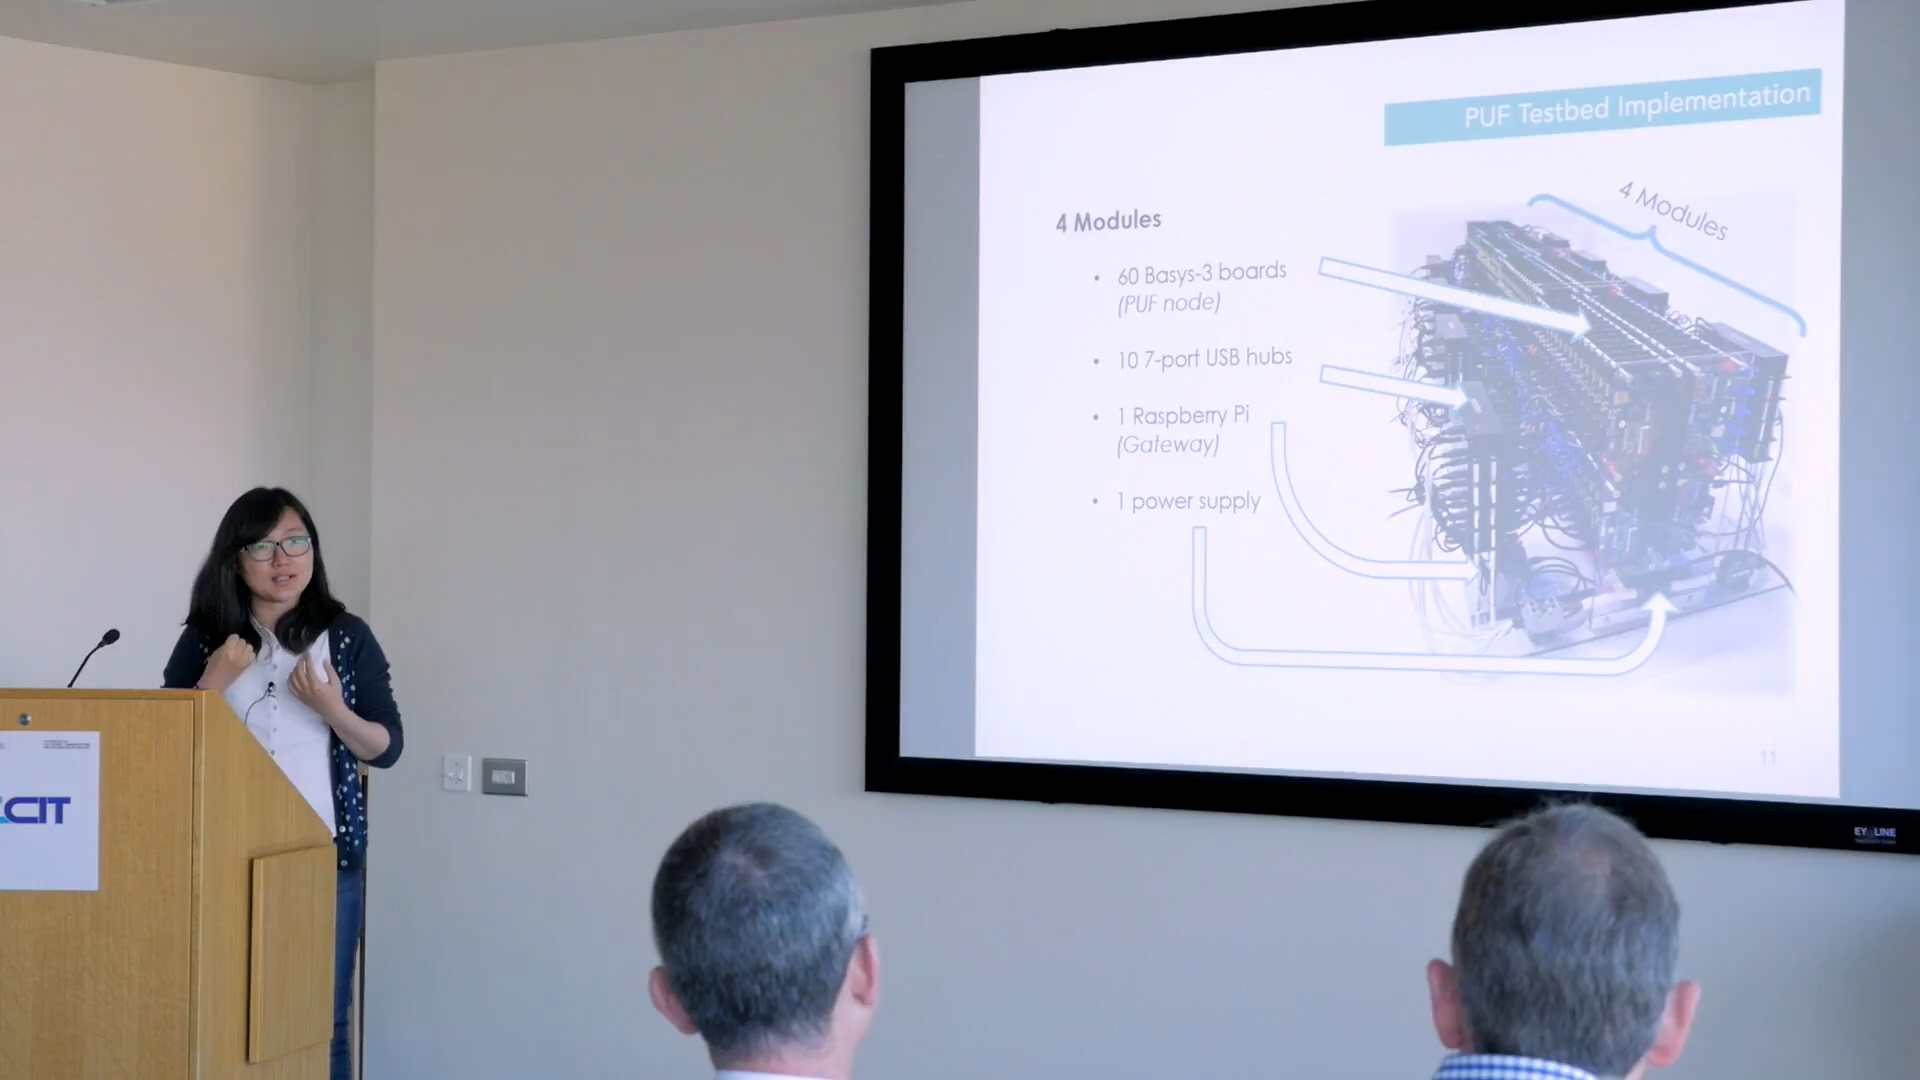 PUF Testbed Implementation
4 Modules
4 Modules
• 60 Basys-3 boards
(PUF node)
• 10 7-port USB hubs
• 1 Raspberry Pi
(Gateway)
• 1 power supply
11
CIT